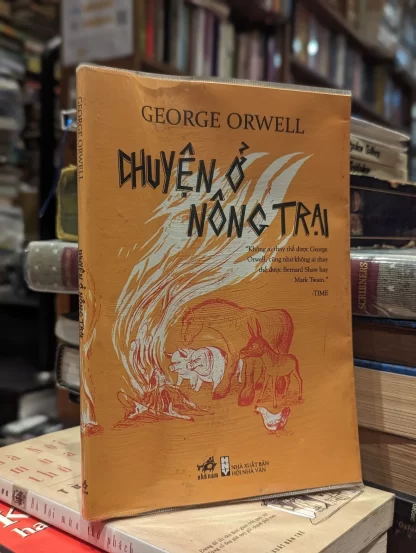 GEORGE ORWELL
CHUYỆN Ở
NÔNG TRẠI
"Không ai thay thế được George
Orwell, cũng như không ai thay
thế được Bernard Shaw hay
Mark Twain."
TIME
nhã nam
NHÀ XUẤT BẢN
HỘI NHÀ VĂN
GEORGE ORWELL
SCRIBNERS